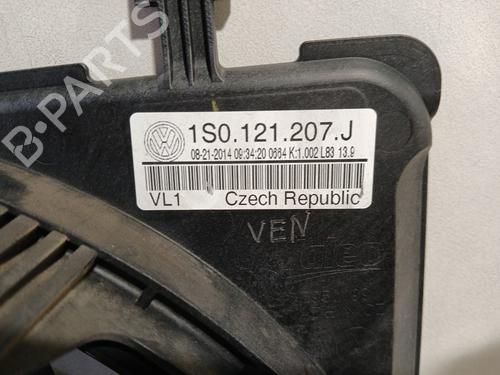 B-PARTS
1S0.121.207.J
08-21-2014 09:34:20 0664 K:1.002 L83 13.9
VL1 Czech Republic
VEN